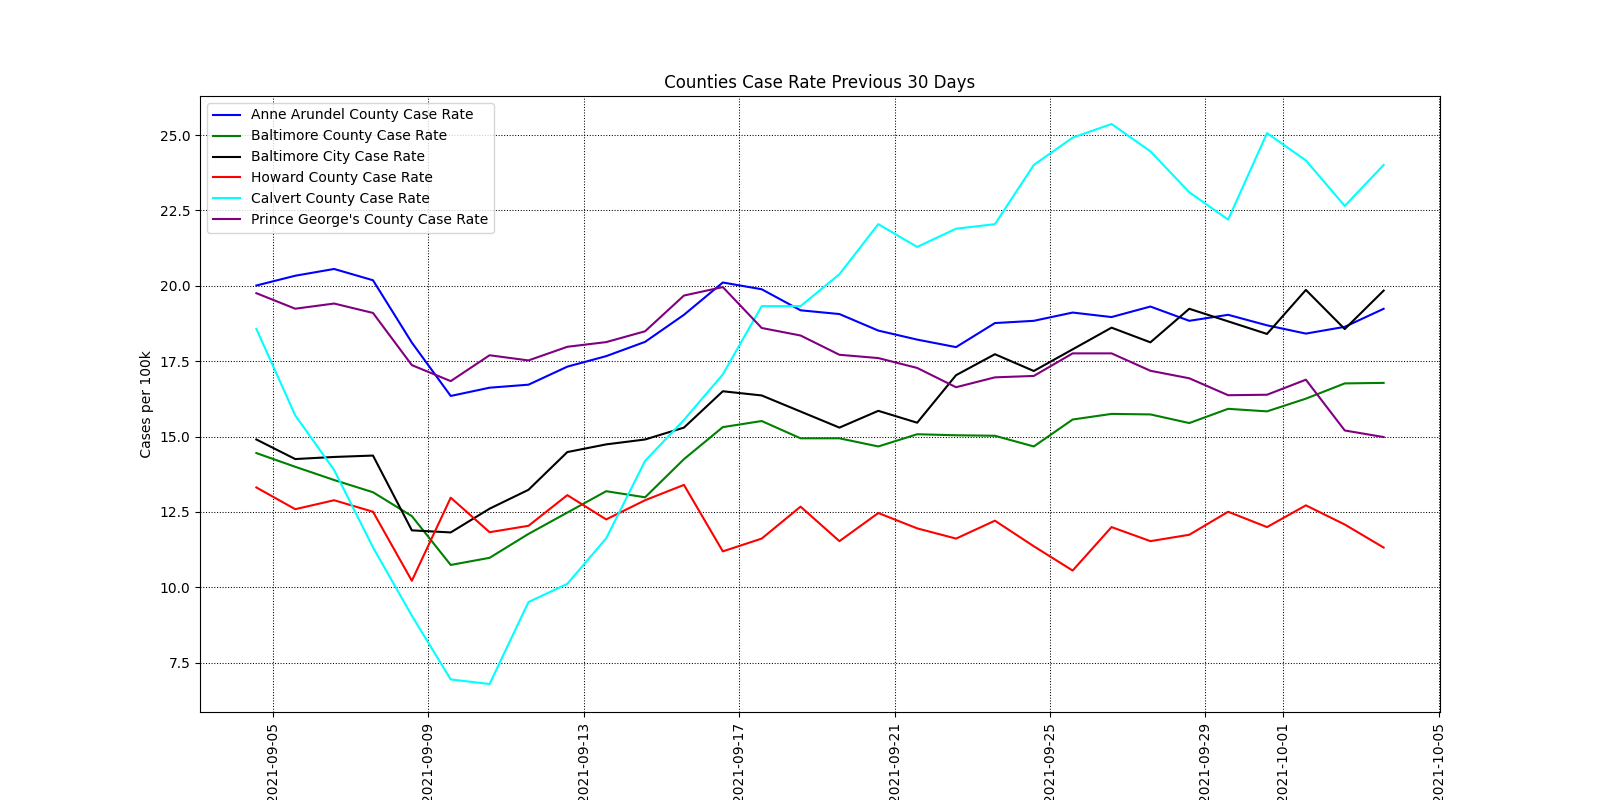 Counties Case Rate Previous 30 Days
Anne Arundel County Case Rate
Baltimore County Case Rate
Baltimore City Case Rate
Howard County Case Rate
Calvert County Case Rate
Prince George's County Case Rate
Cases per 100k
25.0
22.5
20.0
17.5
15.0
12.5
10.0
7.5
2021-09-05
2021-09-09
2021-09-13
2021-09-17
2021-09-21
2021-09-25
2021-09-29
2021-10-01
2021-10-05